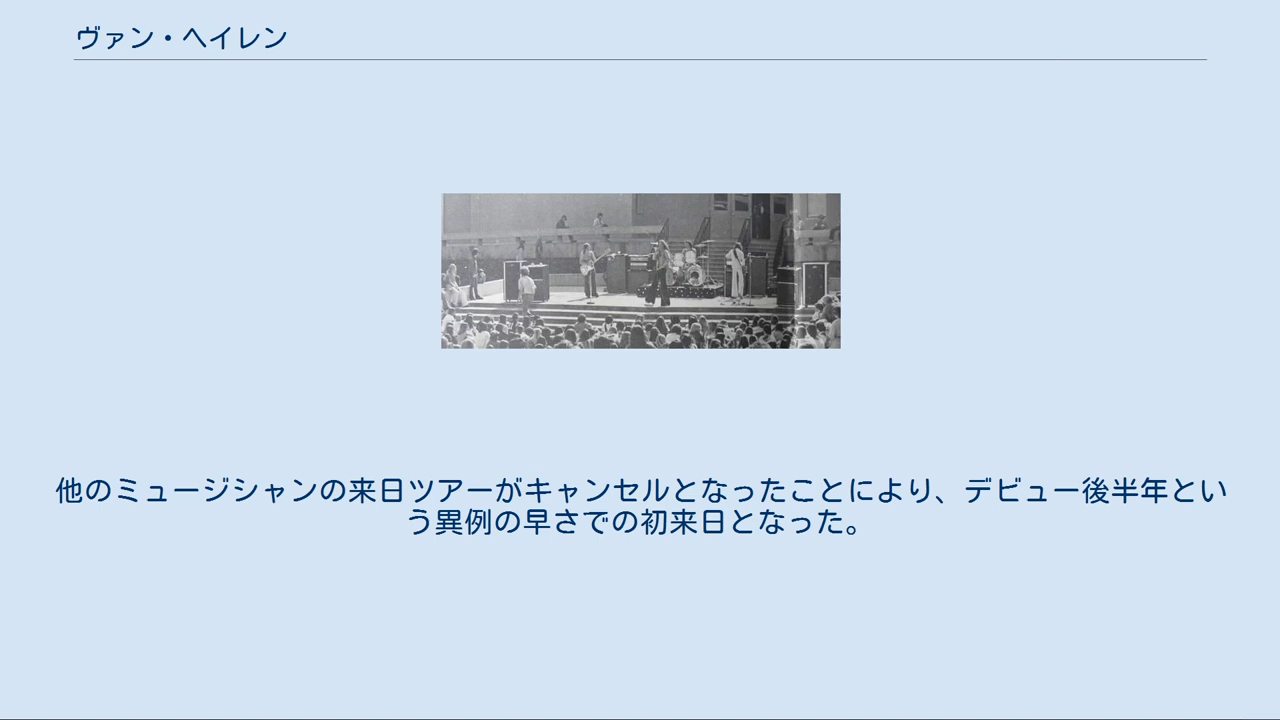 ヴァン・ヘイレン
他のミュージシャンの来日ツアーがキャンセルとなったことにより、デビュー後半年とい
う異例の早さでの初来日となった。